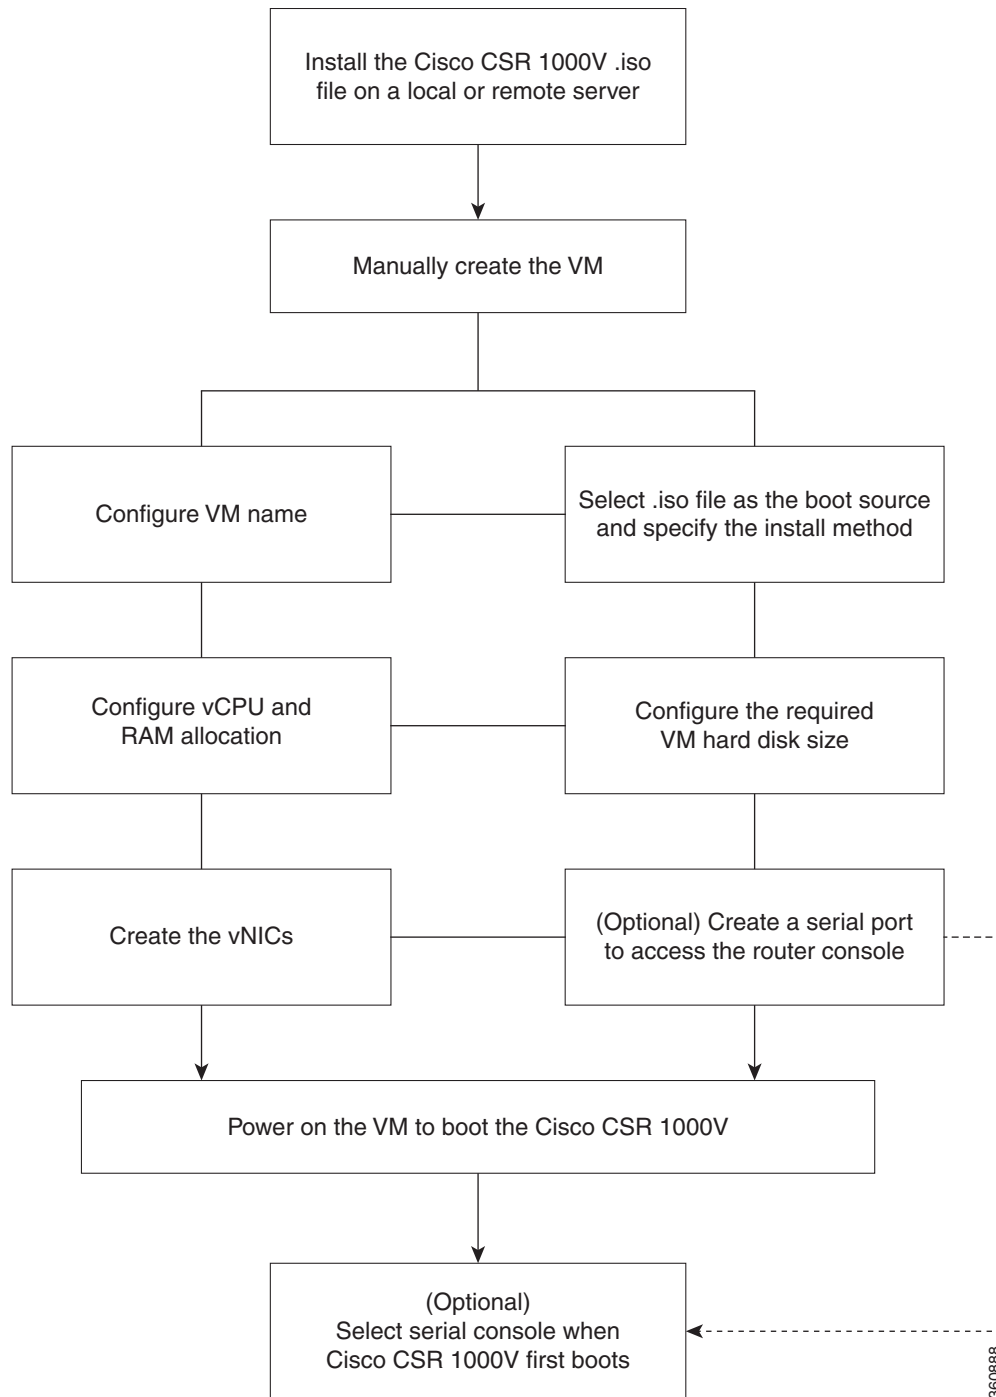 Install the Cisco CSR 1000V .iso
file on a local or remote server
Manually create the VM
Configure VM name
Select .iso file as the boot source
and specify the install method
Configure vCPU and
RAM allocation
Configure the required
VM hard disk size
Create the vNICs
(Optional) Create a serial port
to access the router console
Power on the VM to boot the Cisco CSR 1000V
(Optional)
Select serial console when
Cisco CSR 1000V first boots
360888